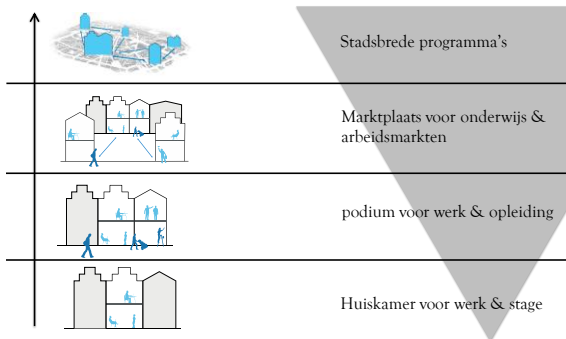 Stadsbrede programma's
Marktplaats voor onderwijs &
arbeidsmarkten
podium voor werk & opleiding
Huiskamer voor werk & stage